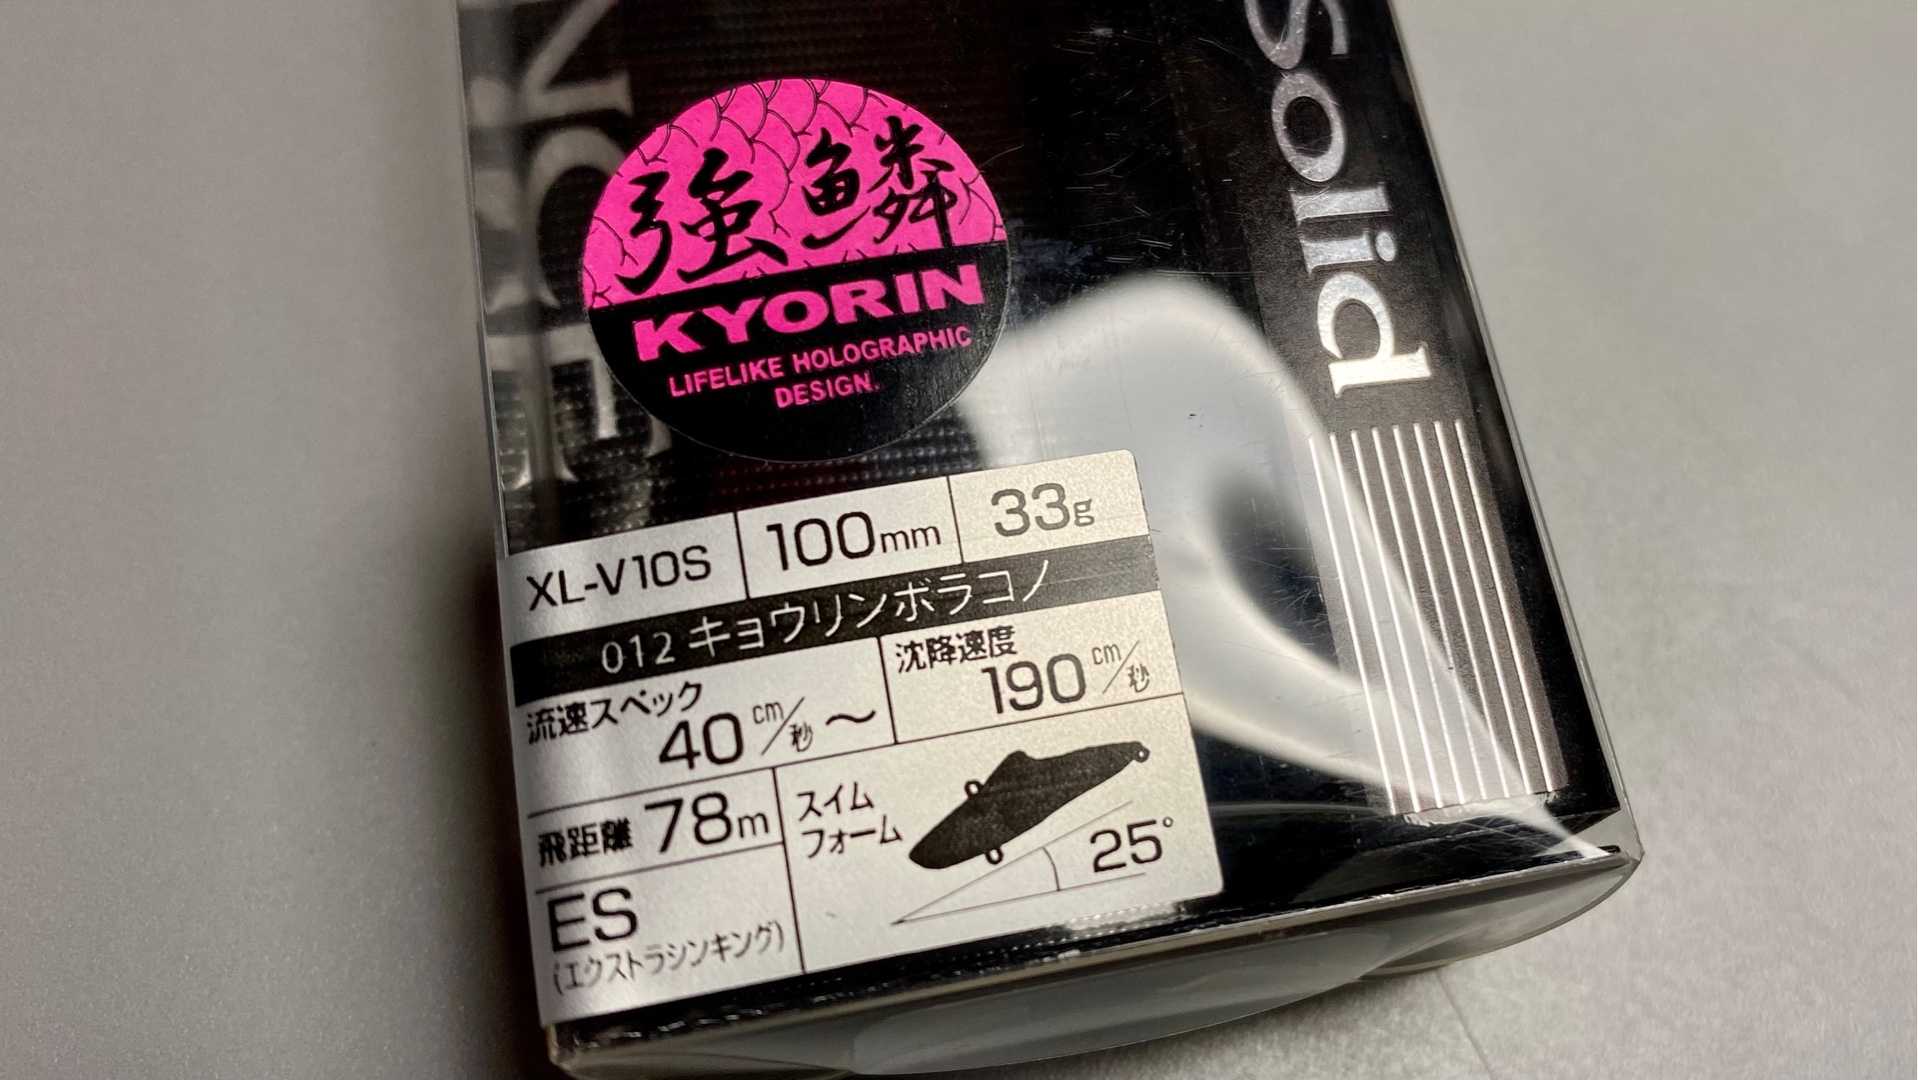 Solid
強鱗
KYORIN
LIFELIKE HOLOGRAPHIC
DESIGN.
XL-V10S 100mm 33g
012 キョウリンボラコノ
流速スペック 40cm/秒～
沈降速度 190cm/秒
飛距離 78m
スイム
フォーム
25°
ES
(エクストラシンキング)